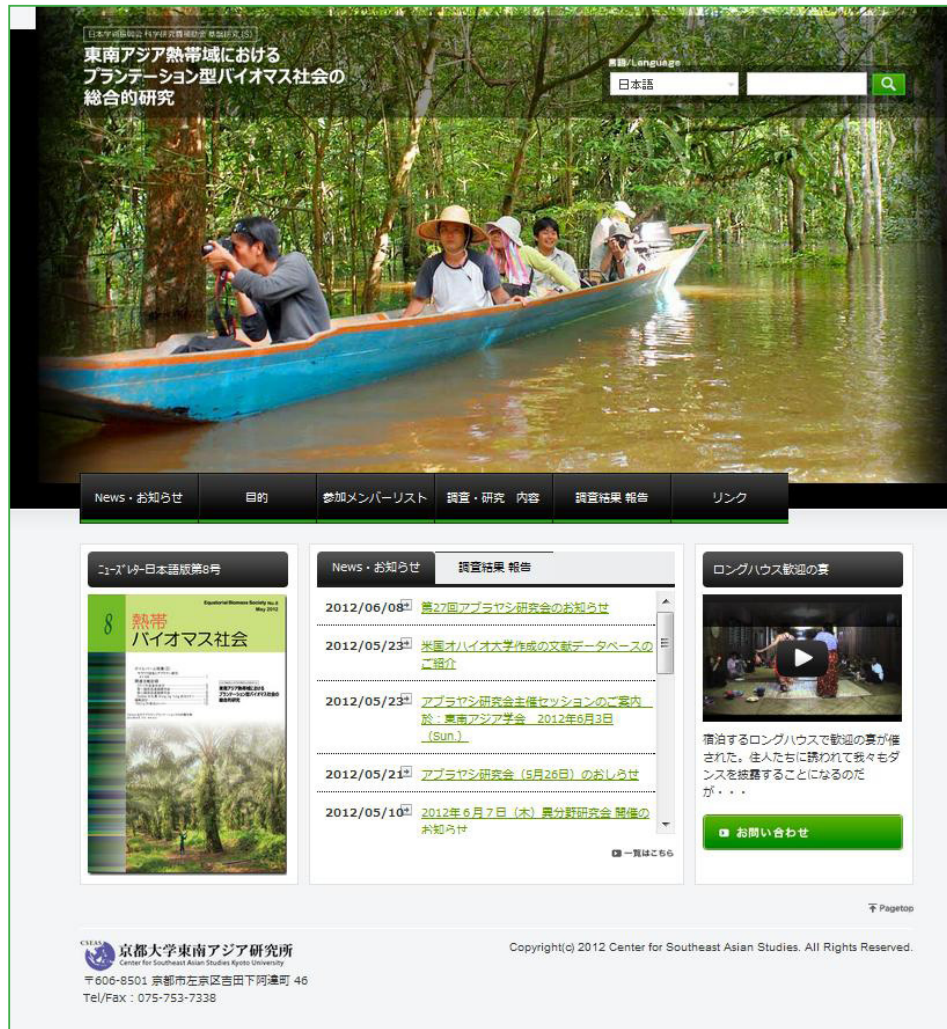 日本学術振興会 科学研究費補助金 基盤研究(S)
東南アジア熱帯域における
プランテーション型バイオマス社会の
総合的研究
言語/Language
日本語
News・お知らせ
目的
参加メンバーリスト
調査・研究 内容
調査結果 報告
リンク
ﾆｭｰｽﾞﾚﾀｰ日本語版第8号
Equatorial Biomass Society No.8
May 2012
8
熱帯
バイオマス社会
東南アジア熱帯域における
プランテーション型バイオマス社会の
総合的研究
News・お知らせ
調査結果 報告
2012/06/08 第27回アブラヤシ研究会のお知らせ
2012/05/23 米国オハイオ大学作成の文献データベースの
ご紹介
2012/05/23 アブラヤシ研究会主催セッションのご案内
於：東南アジア学会 2012年6月3日
(Sun.)
2012/05/21 アブラヤシ研究会（5月26日）のおしらせ
2012/05/10 2012年６月７日（木）異分野研究会 開催の
お知らせ
一覧はこちら
ロングハウス歓迎の宴
宿泊するロングハウスで歓迎の宴が催
された。住人たちに誘われて我々もダ
ンスを披露することになるのだ
が・・・
お問い合わせ
Pagetop
CSEAS
京都大学東南アジア研究所
Center for Southeast Asian Studies Kyoto University
〒606-8501 京都市左京区吉田下阿達町 46
Tel/Fax：075-753-7338
Copyright(c) 2012 Center for Southeast Asian Studies. All Rights Reserved.